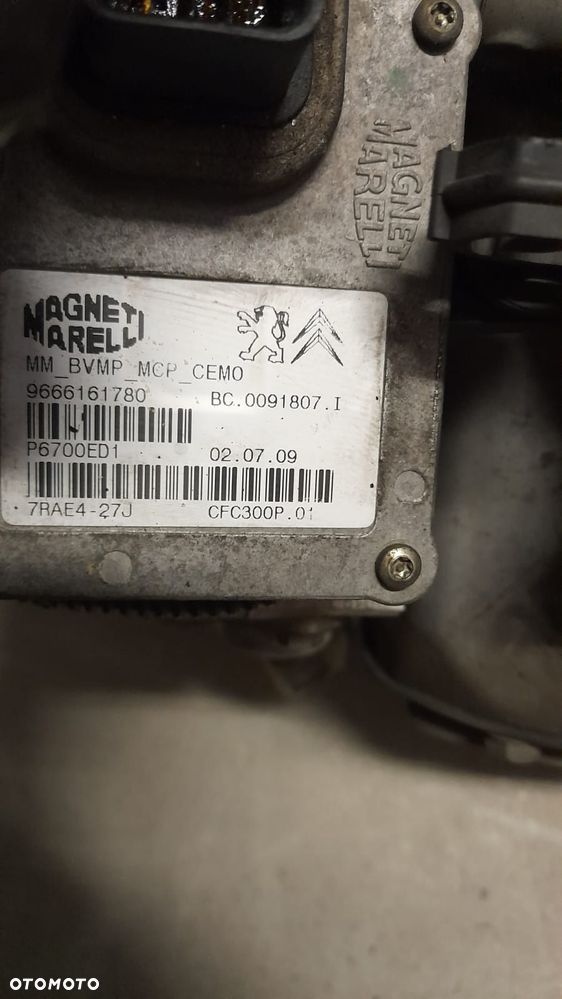 MAGNETI
MARELLI
MAGNETI
MARELLI
MM_BVMP_MCP_CEMO
9666161780 BC.0091807.I
P6700ED1 02.07.09
7RAE4-27J CFC300P.01
OTOMOTO